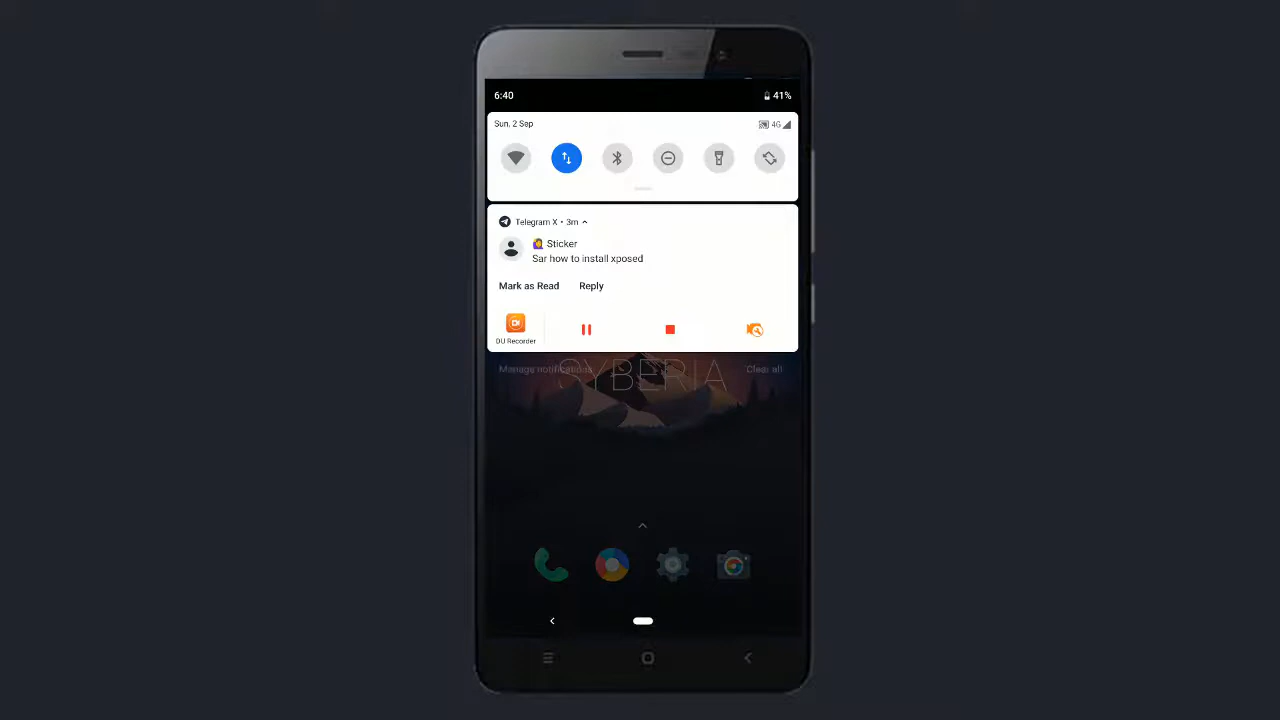 6:40
41%
Sun, 2 Sep
4G
Telegram X • 3m
🙋‍♀️ Sticker
Sar how to install xposed
Mark as Read
Reply
DU Recorder
Manage notifications
Clear all
SYBERIA